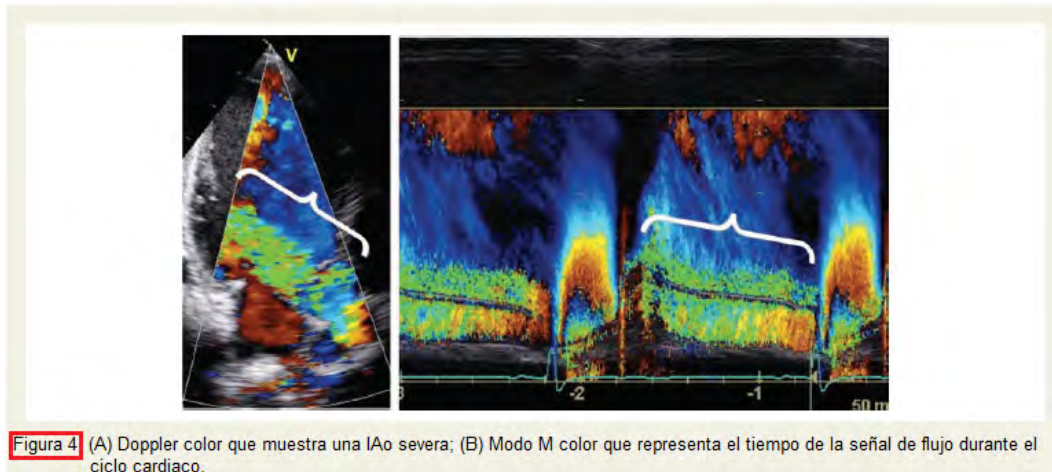 V
3
-2
-1
50 m
Figura 4 (A) Doppler color que muestra una IAo severa; (B) Modo M color que representa el tiempo de la señal de flujo durante el
ciclo cardiaco.